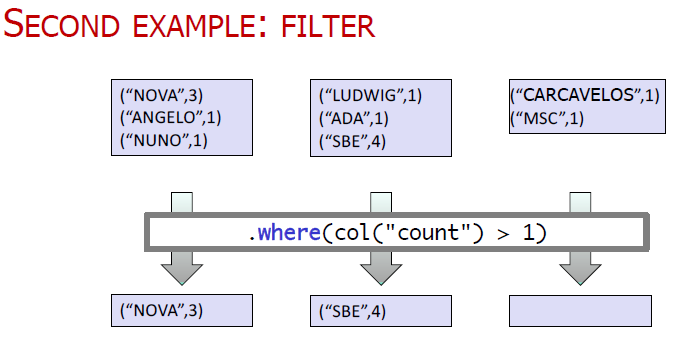 SECOND EXAMPLE: FILTER
(“NOVA”,3)
(“ANGELO”,1)
(“NUNO”,1)
(“LUDWIG”,1)
(“ADA”,1)
(“SBE”,4)
(“CARCAVELOS”,1)
(“MSC”,1)
.where(col("count") > 1)
(“NOVA”,3)
(“SBE”,4)